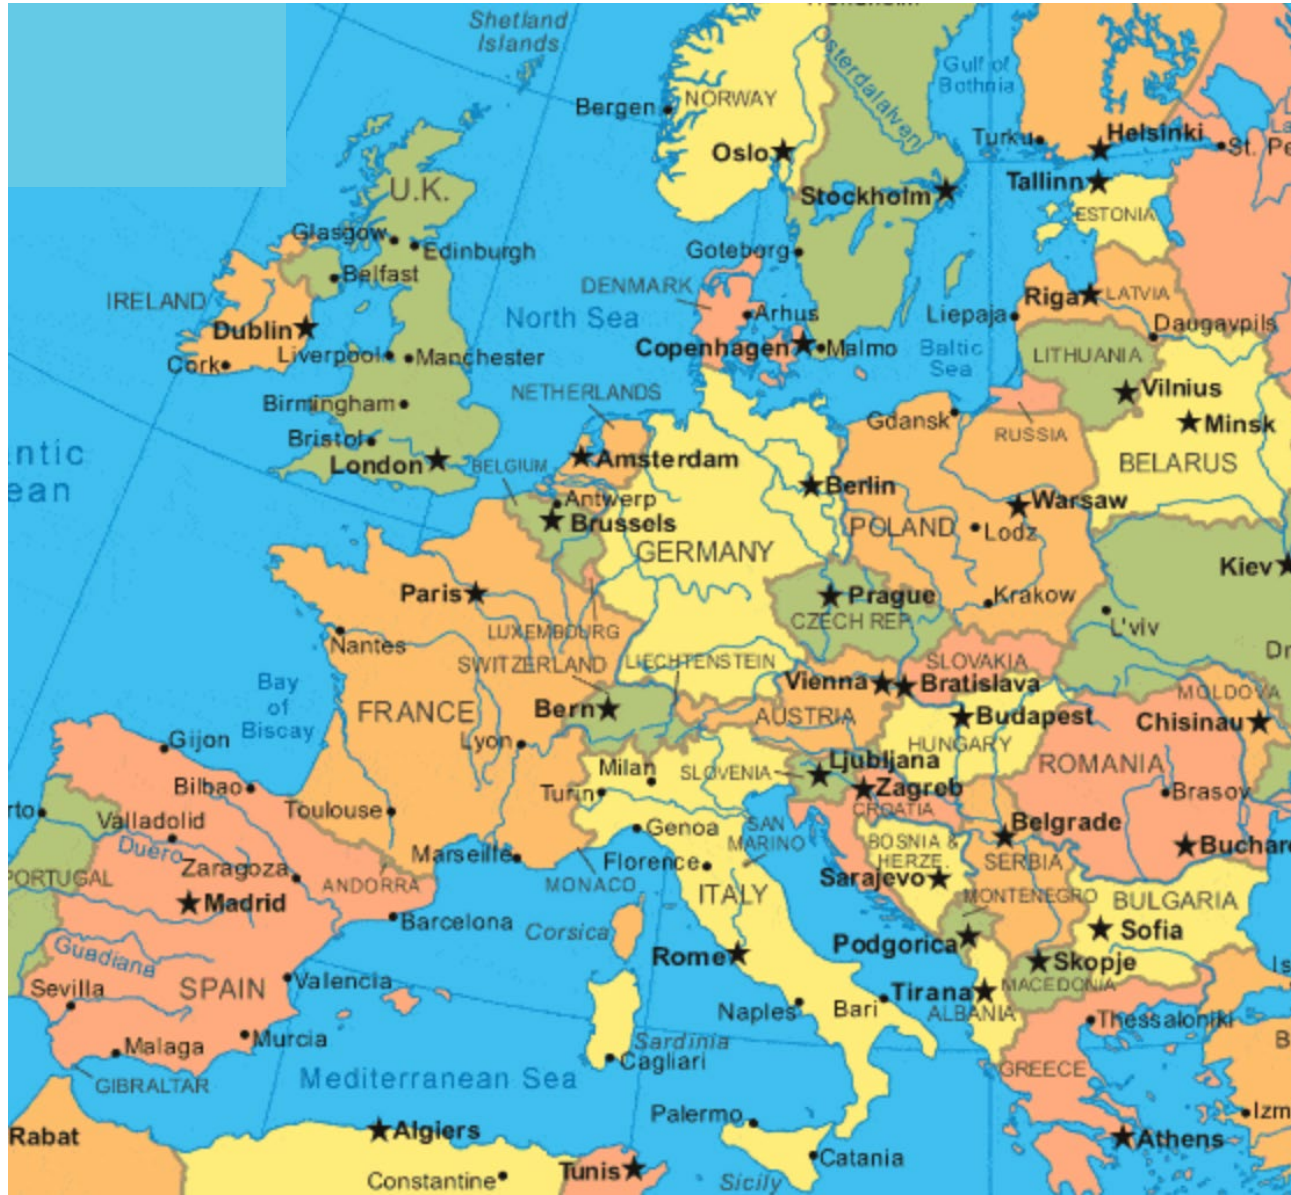 Shetland
Islands
Bergen
NORWAY
Osterdalalven
Gulf of
Bothnia
Oslo
Turku
Helsinki
St. Pe
U.K.
Stockholm
Tallinn
ESTONIA
Glasgow
Edinburgh
Goteborg
Belfast
DENMARK
IRELAND
Riga
LATVIA
North Sea
Arhus
Liepaja
Daugavpils
Dublin
Liverpool
Manchester
Copenhagen
Malmo
Baltic
Sea
LITHUANIA
Cork
NETHERLANDS
Vilnius
Birmingham
Gdansk
RUSSIA
Minsk
Bristol
ntic
ean
London
BELGIUM
Amsterdam
BELARUS
Antwerp
Berlin
Warsaw
Brussels
POLAND
Lodz
GERMANY
Kiev
Paris
Prague
Krakow
CZECH REP.
L'viv
Nantes
LUXEMBOURG
SWITZERLAND
LIECHTENSTEIN
SLOVAKIA
Dn
Bay
of
Biscay
Vienna
Bratislava
MOLDOVA
FRANCE
Bern
AUSTRIA
Budapest
Chisinau
Gijon
Lyon
HUNGARY
Milan
SLOVENIA
Ljubljana
ROMANIA
Bilbao
Turin
Zagreb
Brasov
rto
Toulouse
CROATIA
Valladolid
Genoa
SAN
MARINO
Belgrade
Duero
BOSNIA &
HERZE.
Buchar
Zaragoza
Marseille
Florence
SERBIA
PORTUGAL
ANDORRA
MONACO
ITALY
Sarajevo
MONTENEGRO
BULGARIA
Madrid
Barcelona
Corsica
Podgorica
Sofia
Guadiana
Rome
Skopje
Is
Sevilla
SPAIN
Valencia
Tirana
MACEDONIA
Naples
Bari
ALBANIA
Thessaloniki
Murcia
Sardinia
B
Malaga
Cagliari
GREECE
GIBRALTAR
Mediterranean Sea
Palermo
Izm
Rabat
Algiers
Athens
Constantine
Tunis
Catania
Sicily